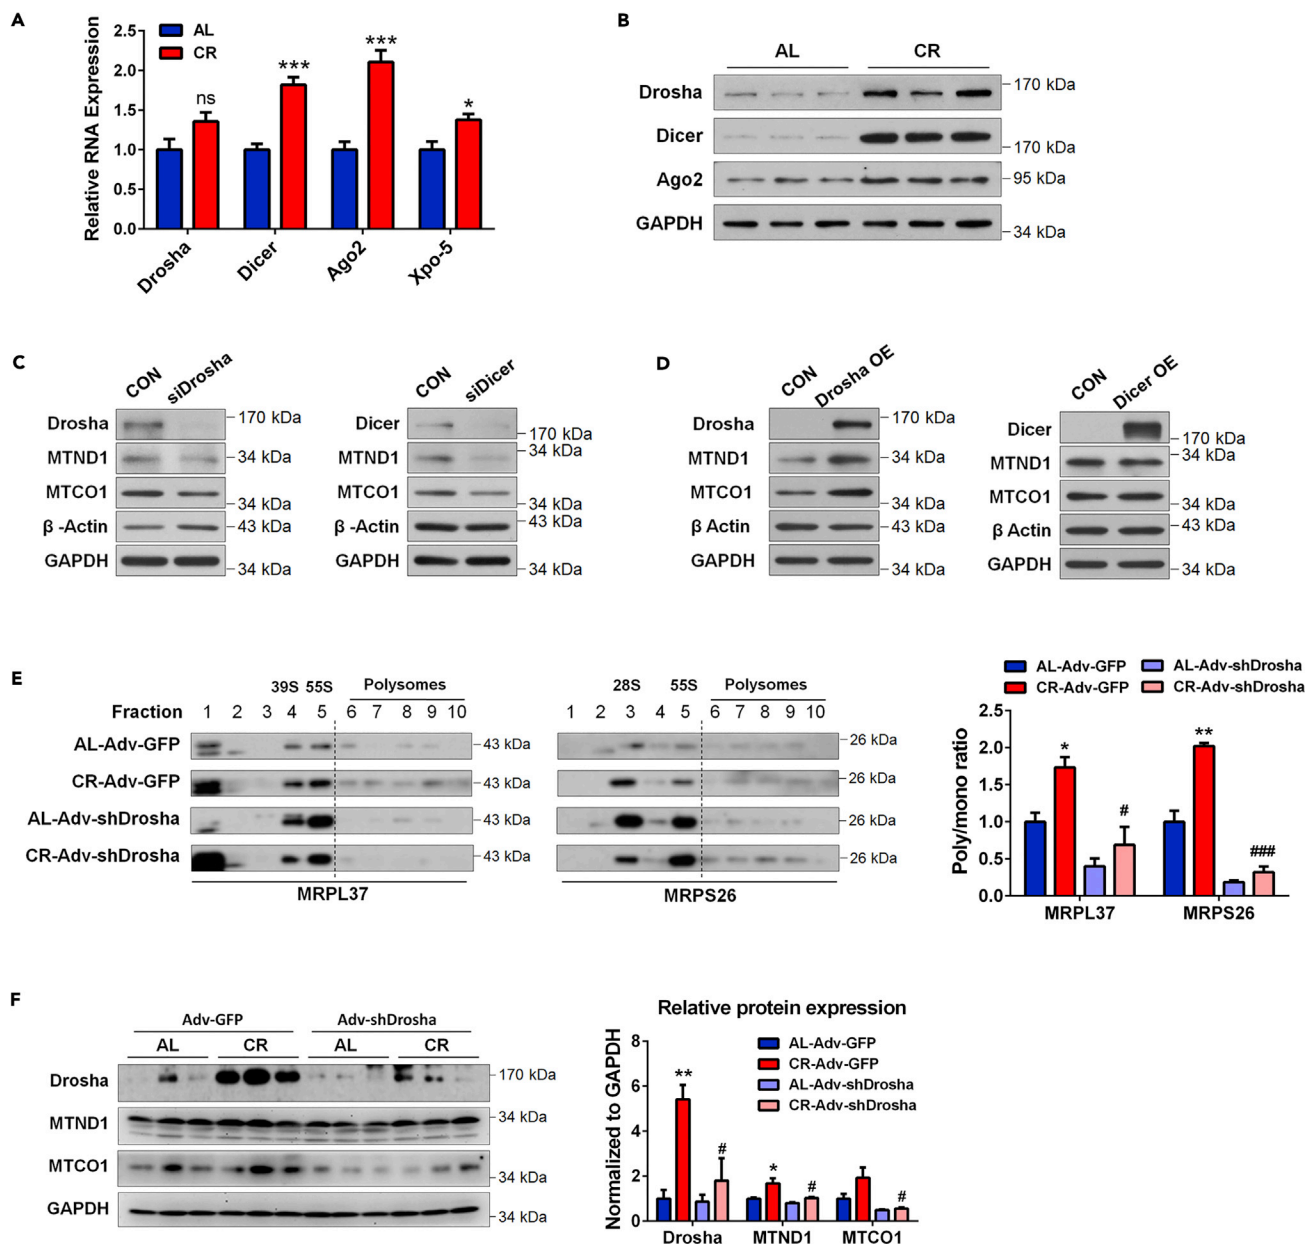 A
Relative RNA Expression
2.5
2.0
1.5
1.0
0.5
0.0
AL
CR
ns
***
***
*
Drosha
Dicer
Ago2
Xpo-5
B
AL CR
Drosha 170 kDa
Dicer 170 kDa
Ago2 95 kDa
GAPDH 34 kDa
C
CON siDrosha
Drosha 170 kDa
MTND1 34 kDa
MTCO1 34 kDa
β -Actin 43 kDa
GAPDH 34 kDa
CON siDicer
Dicer 170 kDa
MTND1 34 kDa
MTCO1 34 kDa
β -Actin 43 kDa
GAPDH 34 kDa
D
CON Drosha OE
Drosha 170 kDa
MTND1 34 kDa
MTCO1 34 kDa
β Actin 43 kDa
GAPDH 34 kDa
CON Dicer OE
Dicer 170 kDa
MTND1 34 kDa
MTCO1 34 kDa
β Actin 43 kDa
GAPDH 34 kDa
E
39S 55S Polysomes
Fraction 1 2 3 4 5 6 7 8 9 10
AL-Adv-GFP 43 kDa
CR-Adv-GFP 43 kDa
AL-Adv-shDrosha 43 kDa
CR-Adv-shDrosha 43 kDa
MRPL37
28S 55S Polysomes
1 2 3 4 5 6 7 8 9 10
26 kDa
26 kDa
26 kDa
26 kDa
MRPS26
AL-Adv-GFP AL-Adv-shDrosha
CR-Adv-GFP CR-Adv-shDrosha
Poly/mono ratio
2.5
2.0
1.5
1.0
0.5
0.0
*
#
**
###
MRPL37 MRPS26
F
Adv-GFP Adv-shDrosha
AL CR AL CR
Drosha 170 kDa
MTND1 34 kDa
MTCO1 34 kDa
GAPDH 34 kDa
Relative protein expression
Normalized to GAPDH
8
6
4
2
0
AL-Adv-GFP
CR-Adv-GFP
AL-Adv-shDrosha
CR-Adv-shDrosha
**
#
*
#
#
Drosha MTND1 MTCO1